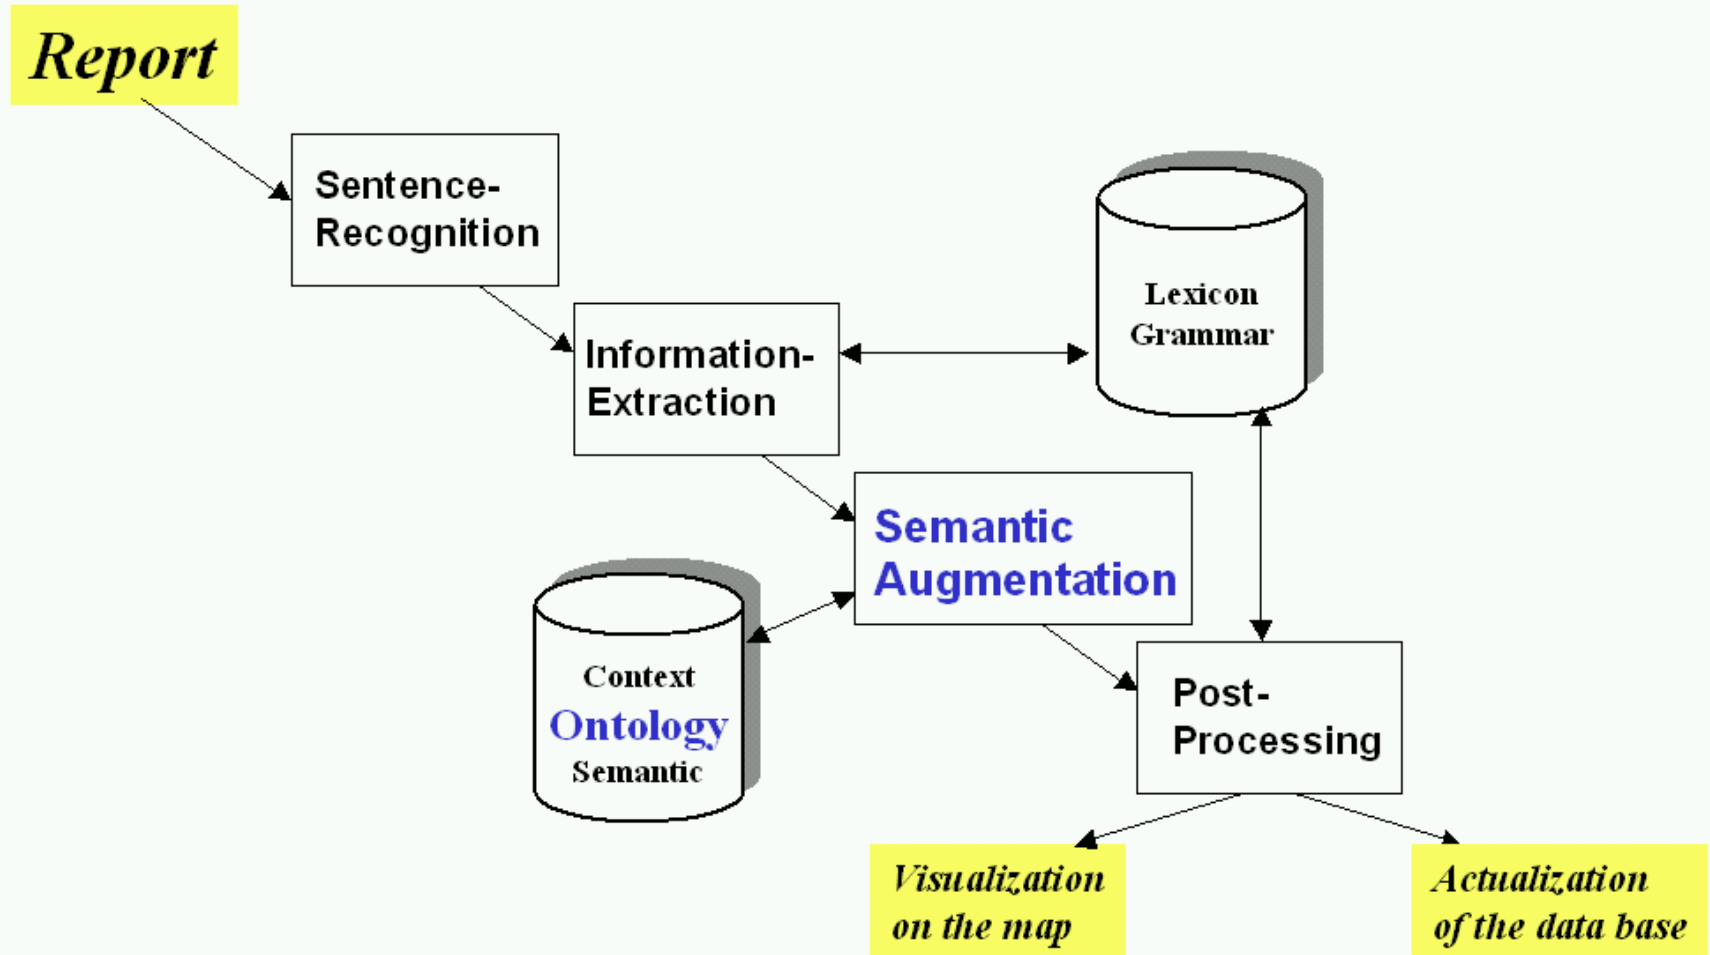 Report
Sentence-
Recognition
Information-
Extraction
Lexicon
Grammar
Semantic
Augmentation
Context
Ontology
Semantic
Post-
Processing
Visualization
on the map
Actualization
of the data base